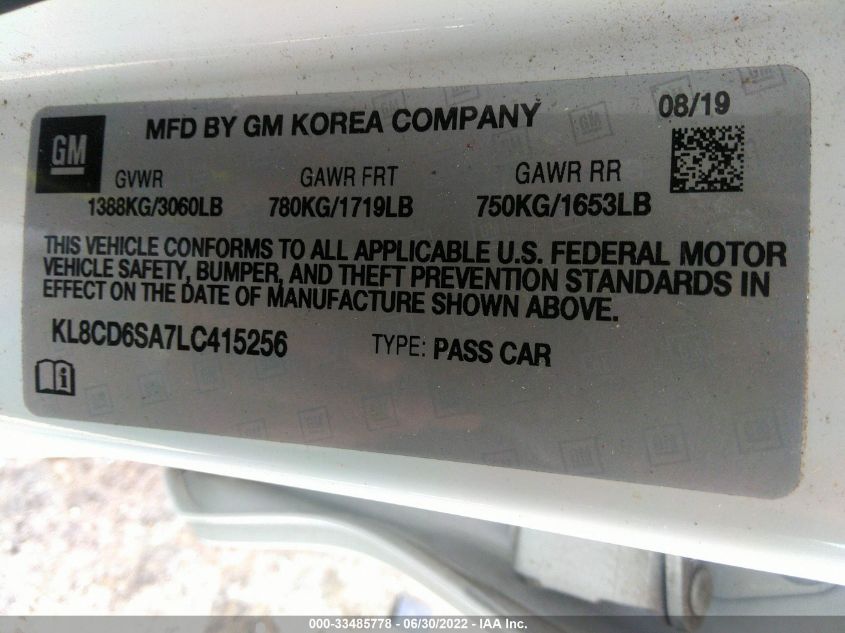 GM
MFD BY GM KOREA COMPANY
08/19
GVWR
GAWR FRT
GAWR RR
1388KG/3060LB
780KG/1719LB
750KG/1653LB
THIS VEHICLE CONFORMS TO ALL APPLICABLE U.S. FEDERAL MOTOR
VEHICLE SAFETY, BUMPER, AND THEFT PREVENTION STANDARDS IN
EFFECT ON THE DATE OF MANUFACTURE SHOWN ABOVE.
KL8CD6SA7LC415256
TYPE: PASS CAR
000-33485778 - 06/30/2022 - IAA Inc.